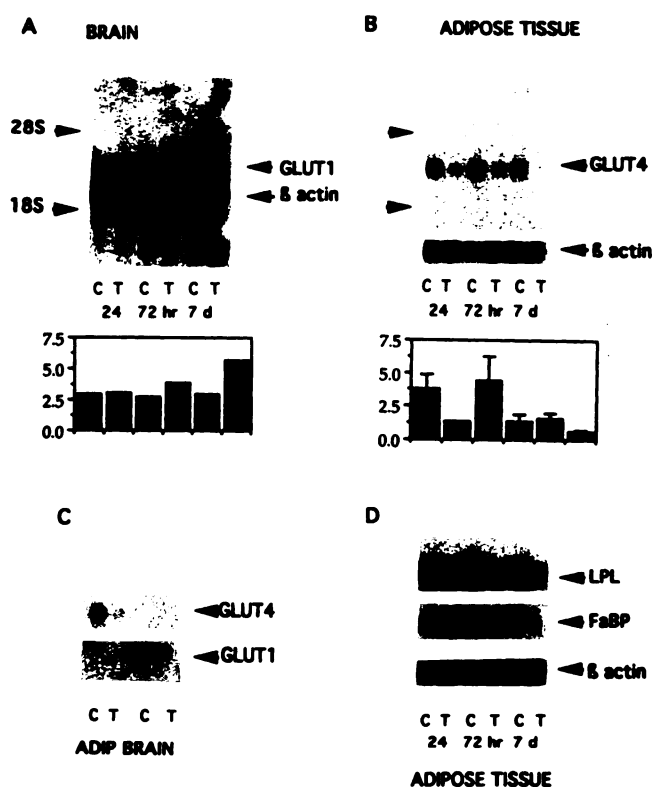 A
BRAIN
28S
18S
GLUT1
ß actin
C T C T C T
24 72 hr 7 d
7.5
5.0
2.5
0.0
B
ADIPOSE TISSUE
GLUT4
ß actin
C T C T C T
24 72 hr 7 d
7.5
5.0
2.5
0.0
C
GLUT4
GLUT1
C T C T
ADIP BRAIN
D
LPL
FaBP
ß actin
C T C T C T
24 72 hr 7 d
ADIPOSE TISSUE